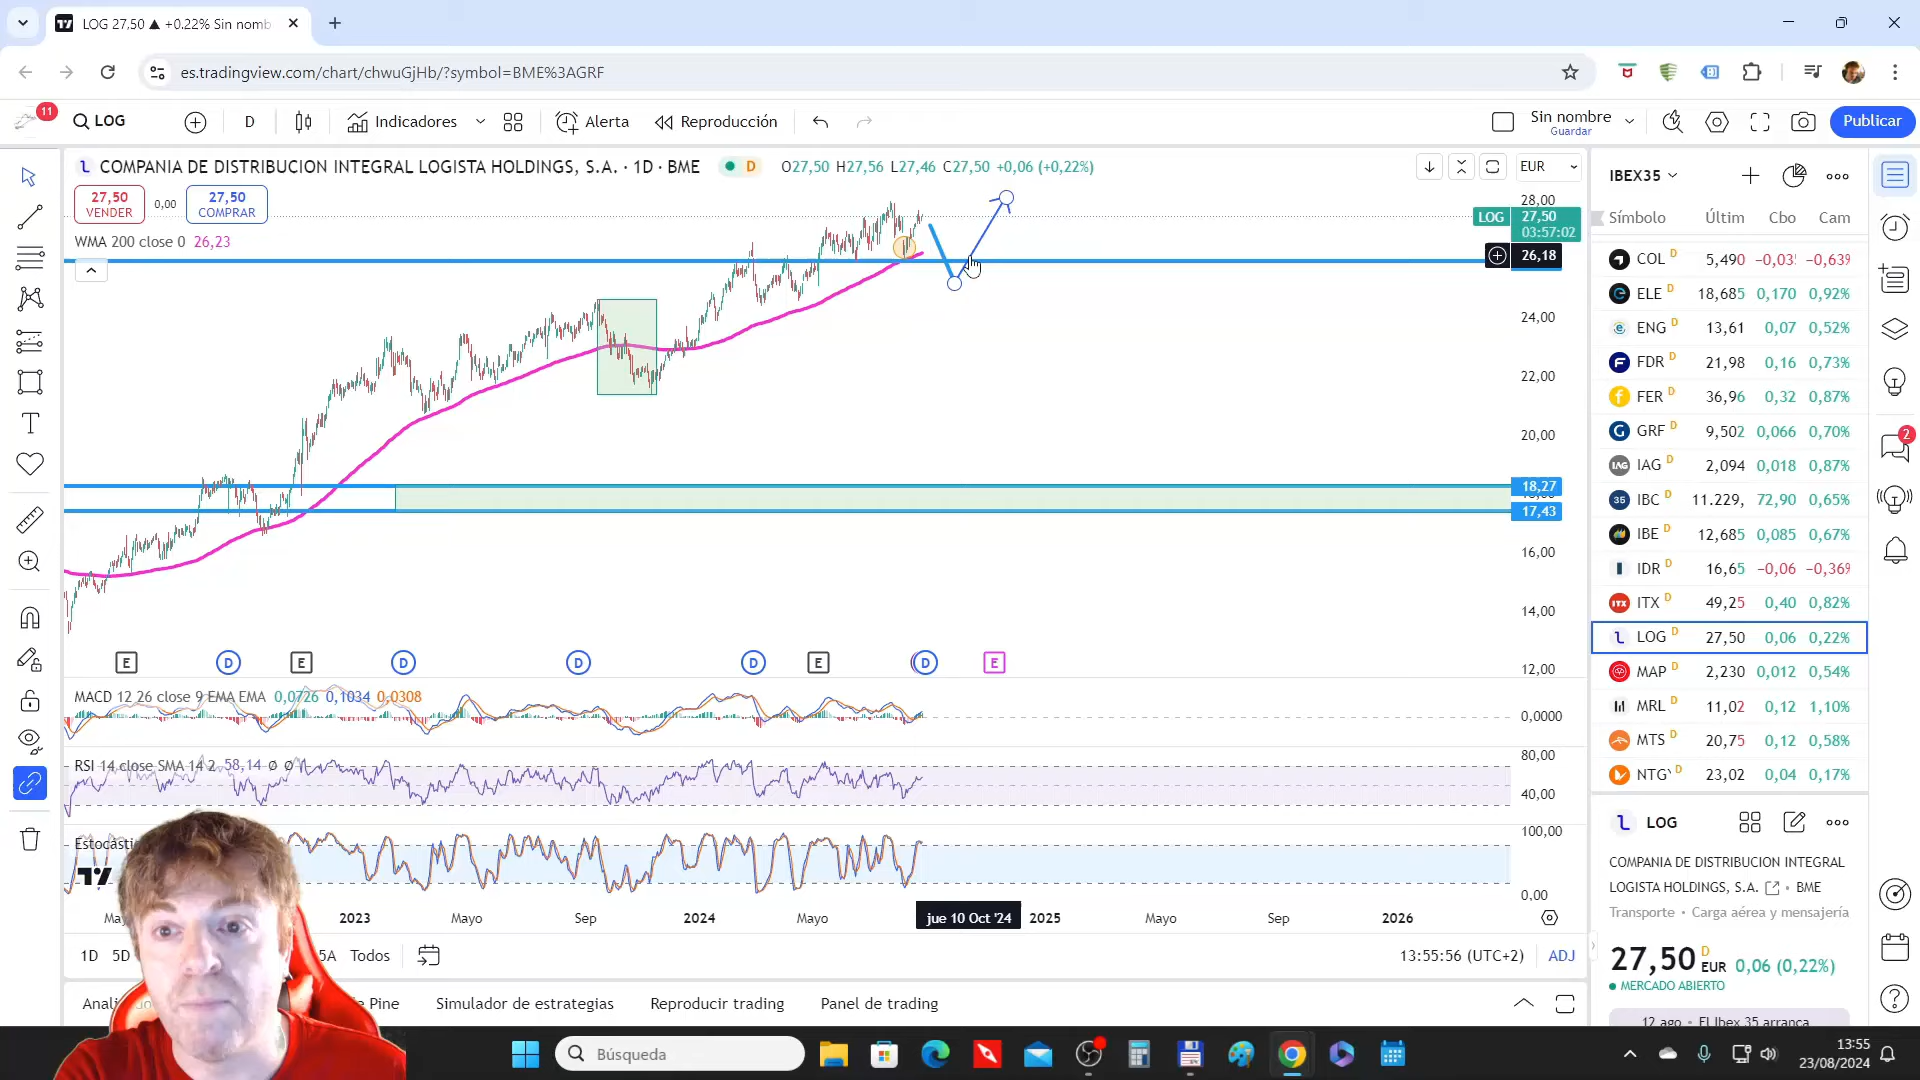 LOG 27,50 ▲ +0.22% Sin nomb
es.tradingview.com/chart/chwuGjHb/?symbol=BME%3AGRF
11
LOG
D
Indicadores
Alerta
Reproducción
Sin nombre
Guardar
Publicar
COMPANIA DE DISTRIBUCION INTEGRAL LOGISTA HOLDINGS, S.A. · 1D · BME
D
O27,50 H27,56 L27,46 C27,50 +0,06 (+0,22%)
EUR
27,50
VENDER
0,00
27,50
COMPRAR
WMA 200 close 0 26,23
28,00
LOG 27,50
03:57:02
26,18
24,00
22,00
20,00
18,27
17,43
16,00
14,00
12,00
E D E D D D E D E
MACD 12 26 close 9 EMA EMA 0,0726 0,1034 0,0308
0,0000
RSI 14 close SMA 14 2 58,14 ∅ ∅
80,00
40,00
Estocásti
100,00
0,00
2023 Mayo Sep 2024 Mayo jue 10 Oct '24 2025 Mayo Sep 2026
1D 5D 5A Todos
13:55:56 (UTC+2) ADJ
Pine
Simulador de estrategias
Reproducir trading
Panel de trading
IBEX35
Símbolo Últim Cbo Cam
COL D 5,490
ELE D 18,685 0,170 0,92%
ENG D 13,61 0,07 0,52%
FDR D 21,98 0,16 0,73%
FER D 36,96 0,32 0,87%
GRF D 9,502 0,066 0,70%
IAG D 2,094 0,018 0,87%
IBC D 11.229, 72,90 0,65%
IBE D 12,685 0,085 0,67%
IDR D 16,65 −0,06
ITX D 49,25 0,40 0,82%
LOG D 27,50 0,06 0,22%
MAP D 2,230 0,012 0,54%
MRL D 11,02 0,12 1,10%
MTS D 20,75 0,12 0,58%
NTGY D 23,02 0,04 0,17%
2
LOG
COMPANIA DE DISTRIBUCION INTEGRAL
LOGISTA HOLDINGS, S.A. • BME
Transporte • Carga aérea y mensajería
27,50 D EUR 0,06 (0,22%)
MERCADO ABIERTO
12 ago • El Ibex 35 arranca
Búsqueda
13:55
23/08/2024